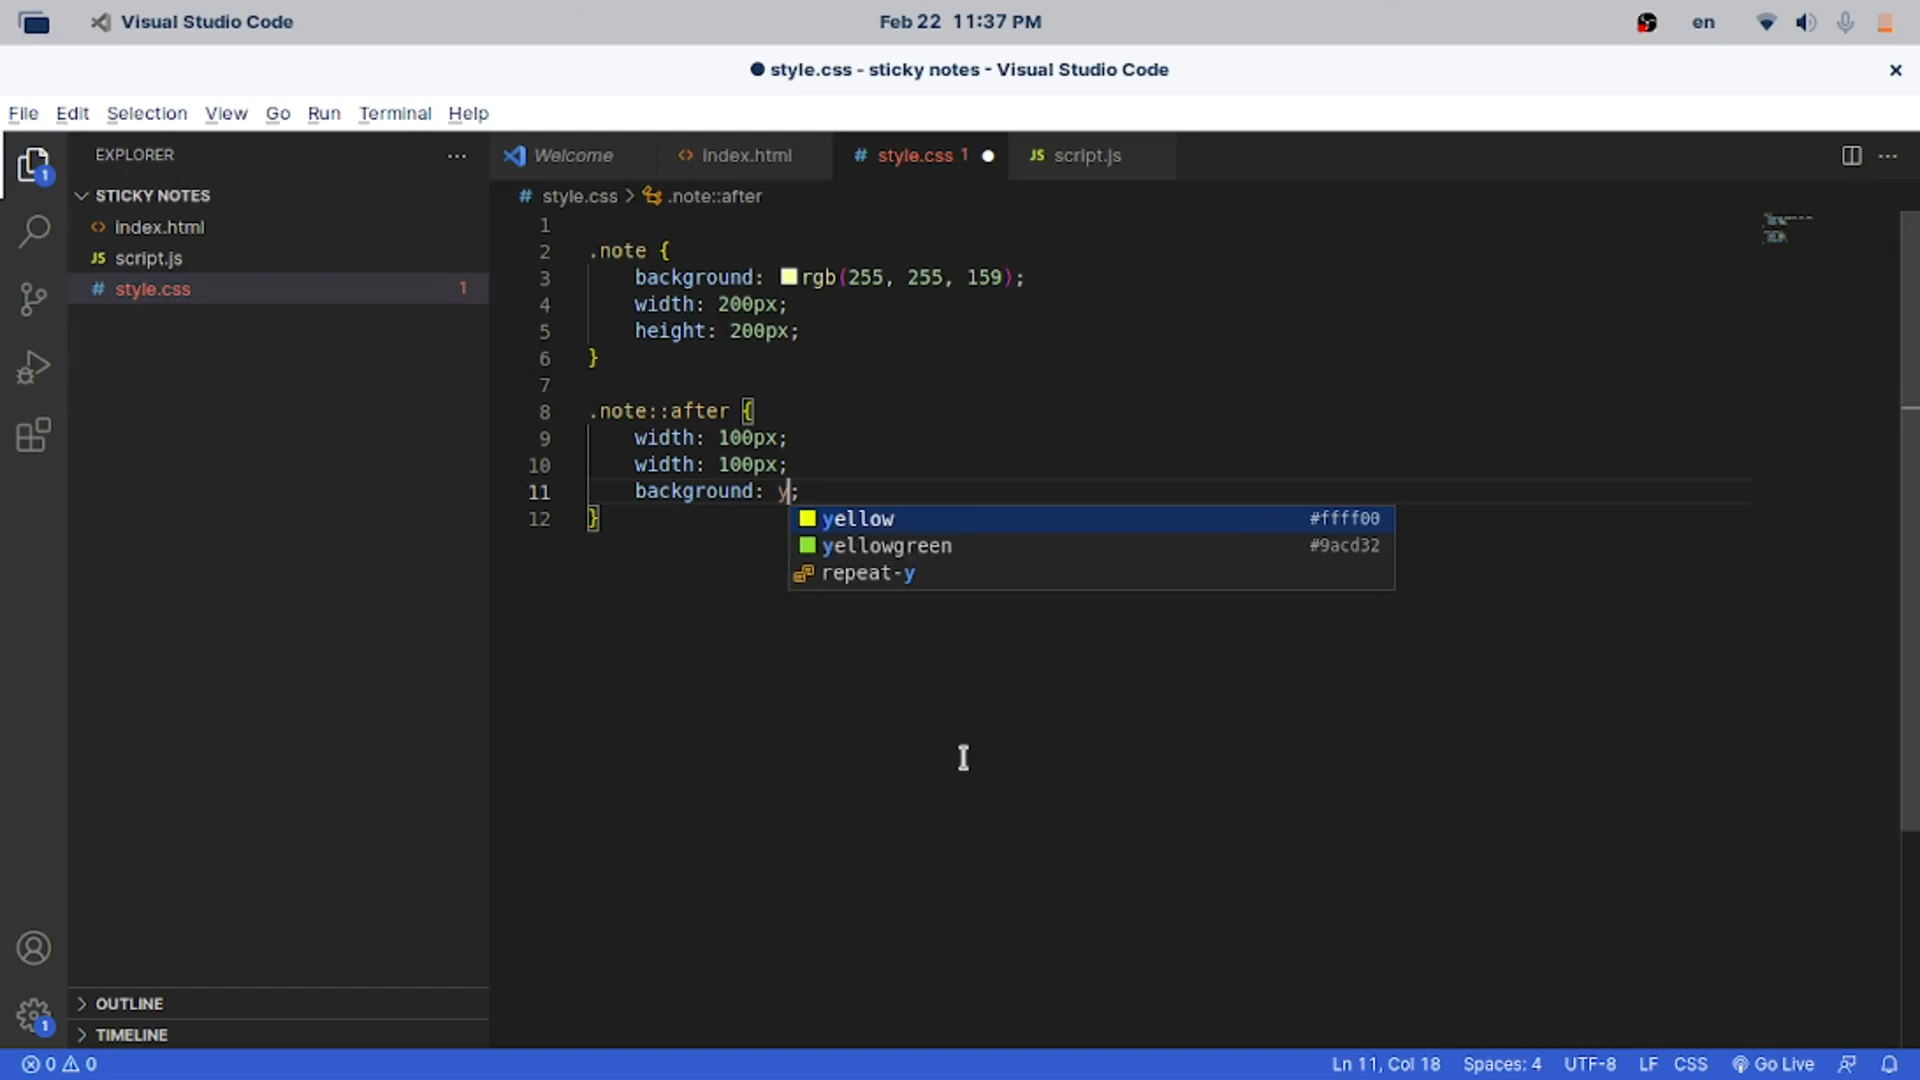 Visual Studio Code
Feb 22 11:37 PM
en
style.css - sticky notes - Visual Studio Code
File Edit Selection View Go Run Terminal Help
EXPLORER
STICKY NOTES
index.html
JS script.js
# style.css 1
OUTLINE
TIMELINE
Welcome
index.html
# style.css 1
JS script.js
# style.css > .note::after
1
2 .note {
3 background: rgb(255, 255, 159);
4 width: 200px;
5 height: 200px;
6 }
7
8 .note::after {
9 width: 100px;
10 width: 100px;
11 background: y;
12 }
yellow #ffff00
yellowgreen #9acd32
repeat-y
1
1
0 0
Ln 11, Col 18 Spaces: 4 UTF-8 LF CSS Go Live